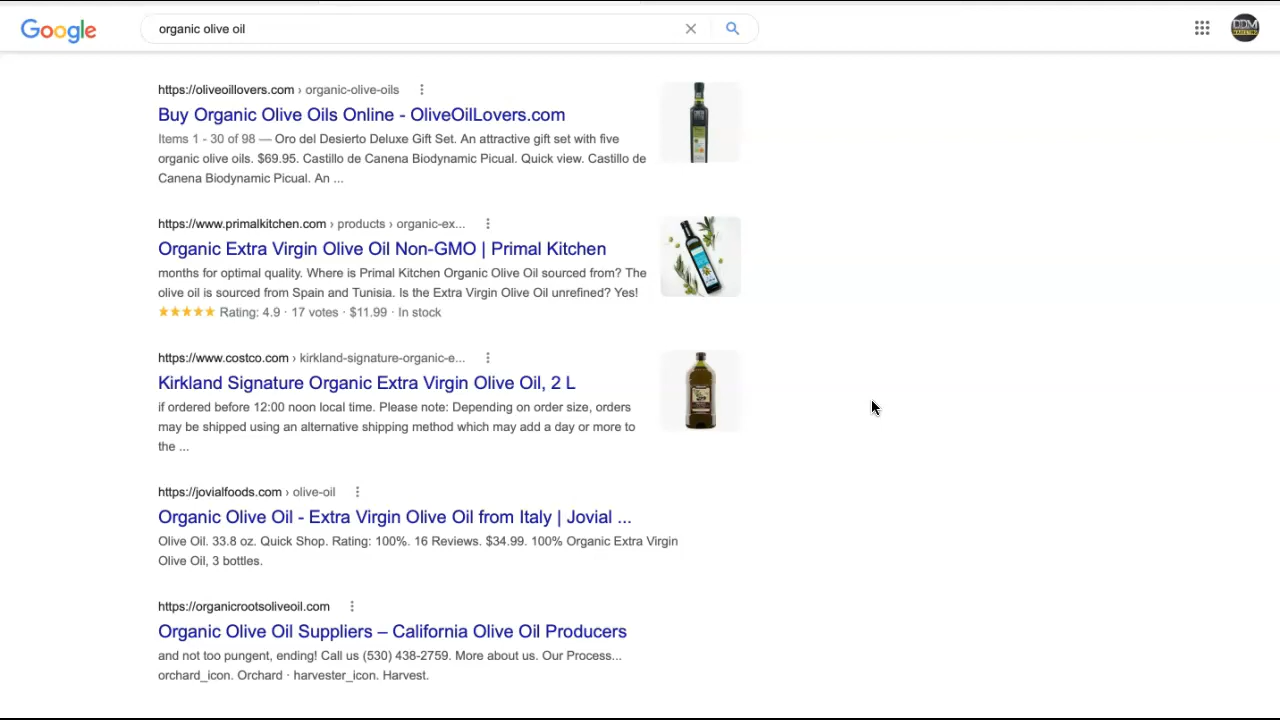 Google
organic olive oil
https://oliveoillovers.com › organic-olive-oils
Buy Organic Olive Oils Online - OliveOilLovers.com
Items 1 - 30 of 98 — Oro del Desierto Deluxe Gift Set. An attractive gift set with five
organic olive oils. $69.95. Castillo de Canena Biodynamic Picual. Quick view. Castillo de
Canena Biodynamic Picual. An ...
https://www.primalkitchen.com › products › organic-ex...
Organic Extra Virgin Olive Oil Non-GMO | Primal Kitchen
months for optimal quality. Where is Primal Kitchen Organic Olive Oil sourced from? The
olive oil is sourced from Spain and Tunisia. Is the Extra Virgin Olive Oil unrefined? Yes!
Rating: 4.9 · 17 votes · $11.99 · In stock
https://www.costco.com › kirkland-signature-organic-e...
Kirkland Signature Organic Extra Virgin Olive Oil, 2 L
if ordered before 12:00 noon local time. Please note: Depending on order size, orders
may be shipped using an alternative shipping method which may add a day or more to
the ...
https://jovialfoods.com › olive-oil
Organic Olive Oil - Extra Virgin Olive Oil from Italy | Jovial ...
Olive Oil. 33.8 oz. Quick Shop. Rating: 100%. 16 Reviews. $34.99. 100% Organic Extra Virgin
Olive Oil, 3 bottles.
https://organicrootsoliveoil.com
Organic Olive Oil Suppliers – California Olive Oil Producers
and not too pungent, ending! Call us (530) 438-2759. More about us. Our Process...
orchard_icon. Orchard · harvester_icon. Harvest.